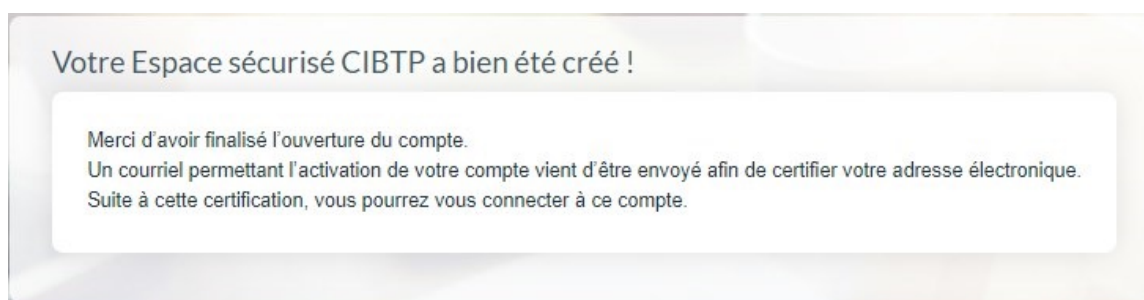 Votre Espace sécurisé CIBTP a bien été créé !
Merci d'avoir finalisé l'ouverture du compte.
Un courriel permettant l'activation de votre compte vient d'être envoyé afin de certifier votre adresse électronique.
Suite à cette certification, vous pourrez vous connecter à ce compte.